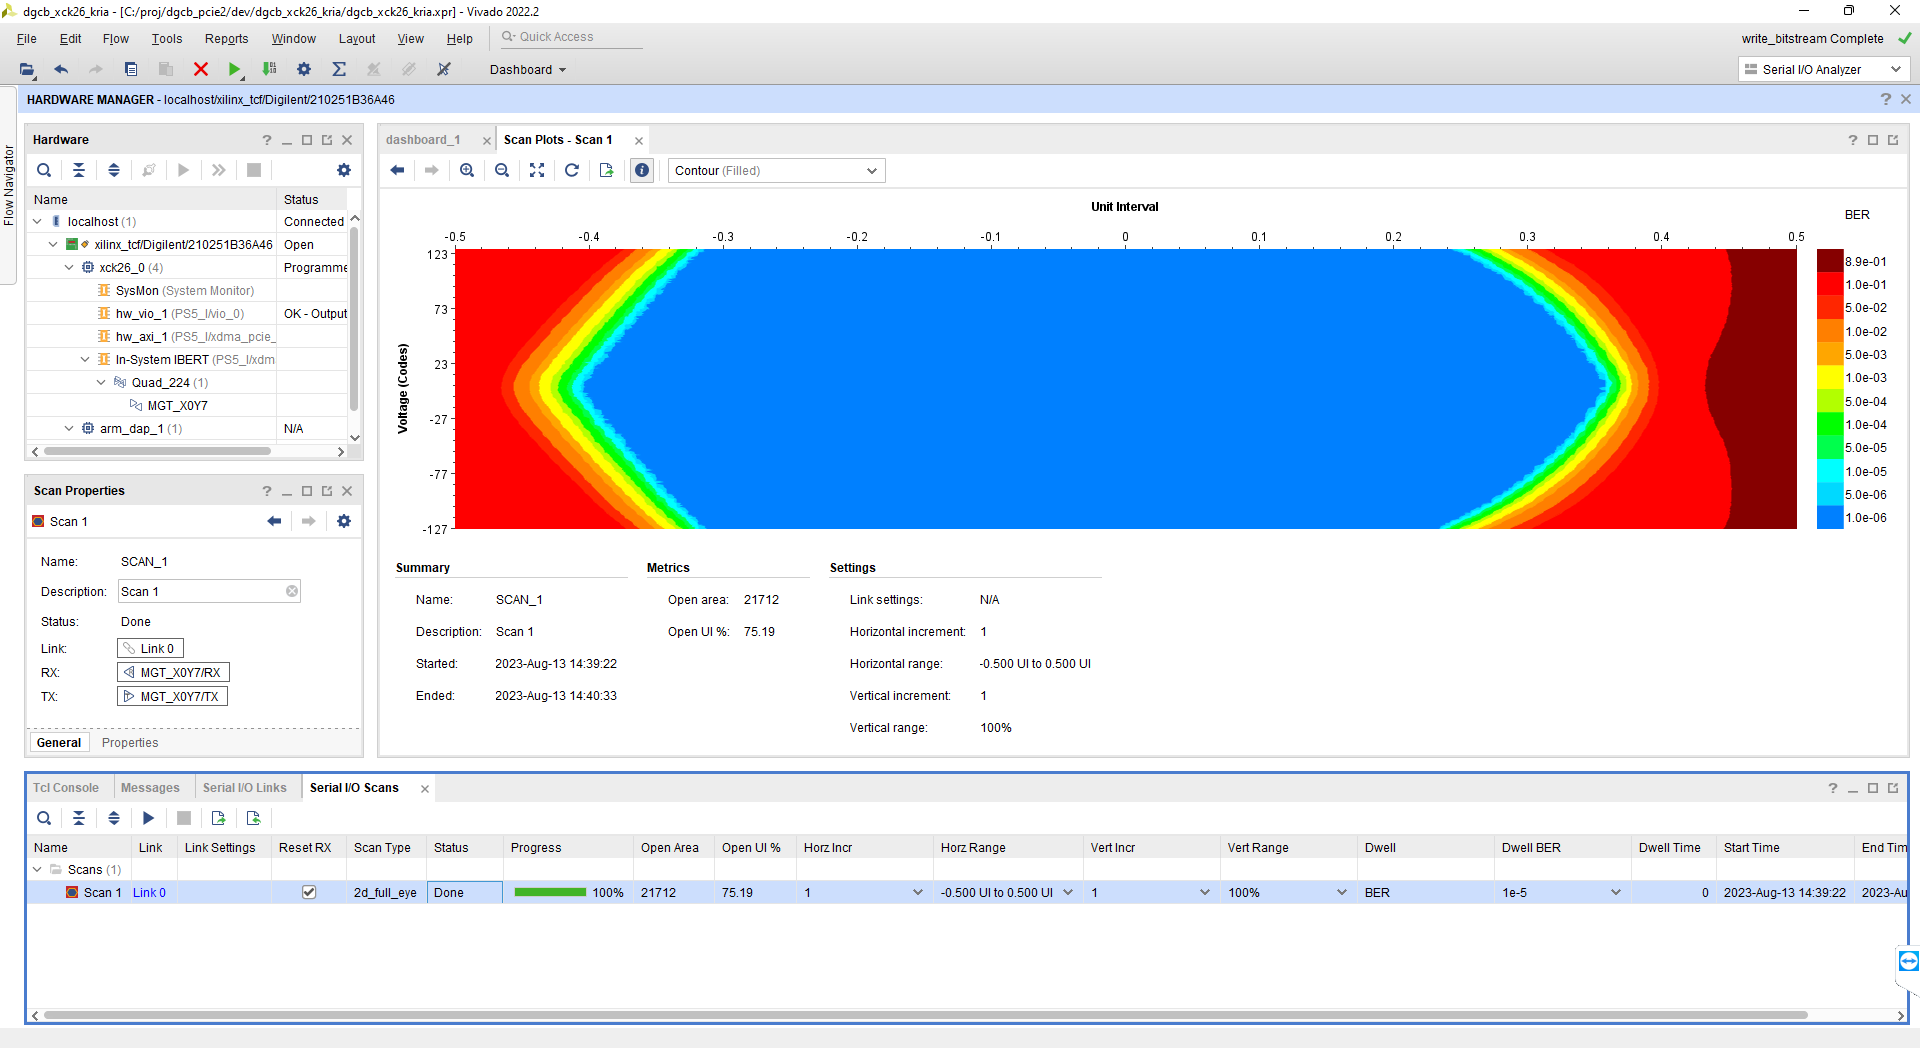 dgcb_xck26_kria - [C:/proj/dgcb_pcie2/dev/dgcb_xck26_kria/dgcb_xck26_kria.xpr] - Vivado 2022.2
File Edit Flow Tools Reports Window Layout View Help Quick Access
write_bitstream Complete
Dashboard
Serial I/O Analyzer
HARDWARE MANAGER - localhost/xilinx_tcf/Digilent/210251B36A46
Flow Navigator
Hardware
Name Status
localhost (1) Connected
xilinx_tcf/Digilent/210251B36A46 Open
xck26_0 (4) Programme
SysMon (System Monitor)
hw_vio_1 (PS5_I/vio_0) OK - Output
hw_axi_1 (PS5_I/xdma_pcie_
In-System IBERT (PS5_I/xdm
Quad_224 (1)
MGT_X0Y7
arm_dap_1 (1) N/A
Scan Properties
Scan 1
Name: SCAN_1
Description: Scan 1
Status: Done
Link: Link 0
RX: MGT_X0Y7/RX
TX: MGT_X0Y7/TX
General Properties
dashboard_1 Scan Plots - Scan 1
Contour (Filled)
Unit Interval
BER
-0.5 -0.4 -0.3 -0.2 -0.1 0 0.1 0.2 0.3 0.4 0.5
Voltage (Codes)
123
73
23
-27
-77
-127
8.9e-01
1.0e-01
5.0e-02
1.0e-02
5.0e-03
1.0e-03
5.0e-04
1.0e-04
5.0e-05
1.0e-05
5.0e-06
1.0e-06
Summary
Name: SCAN_1
Description: Scan 1
Started: 2023-Aug-13 14:39:22
Ended: 2023-Aug-13 14:40:33
Metrics
Open area: 21712
Open UI %: 75.19
Settings
Link settings: N/A
Horizontal increment: 1
Horizontal range: -0.500 UI to 0.500 UI
Vertical increment: 1
Vertical range: 100%
Tcl Console Messages Serial I/O Links Serial I/O Scans
Name Link Link Settings Reset RX Scan Type Status Progress Open Area Open UI % Horz Incr Horz Range Vert Incr Vert Range Dwell Dwell BER Dwell Time Start Time End Tim
Scans (1)
Scan 1 Link 0 2d_full_eye Done 100% 21712 75.19 1 -0.500 UI to 0.500 UI 1 100% BER 1e-5 0 2023-Aug-13 14:39:22 2023-Au